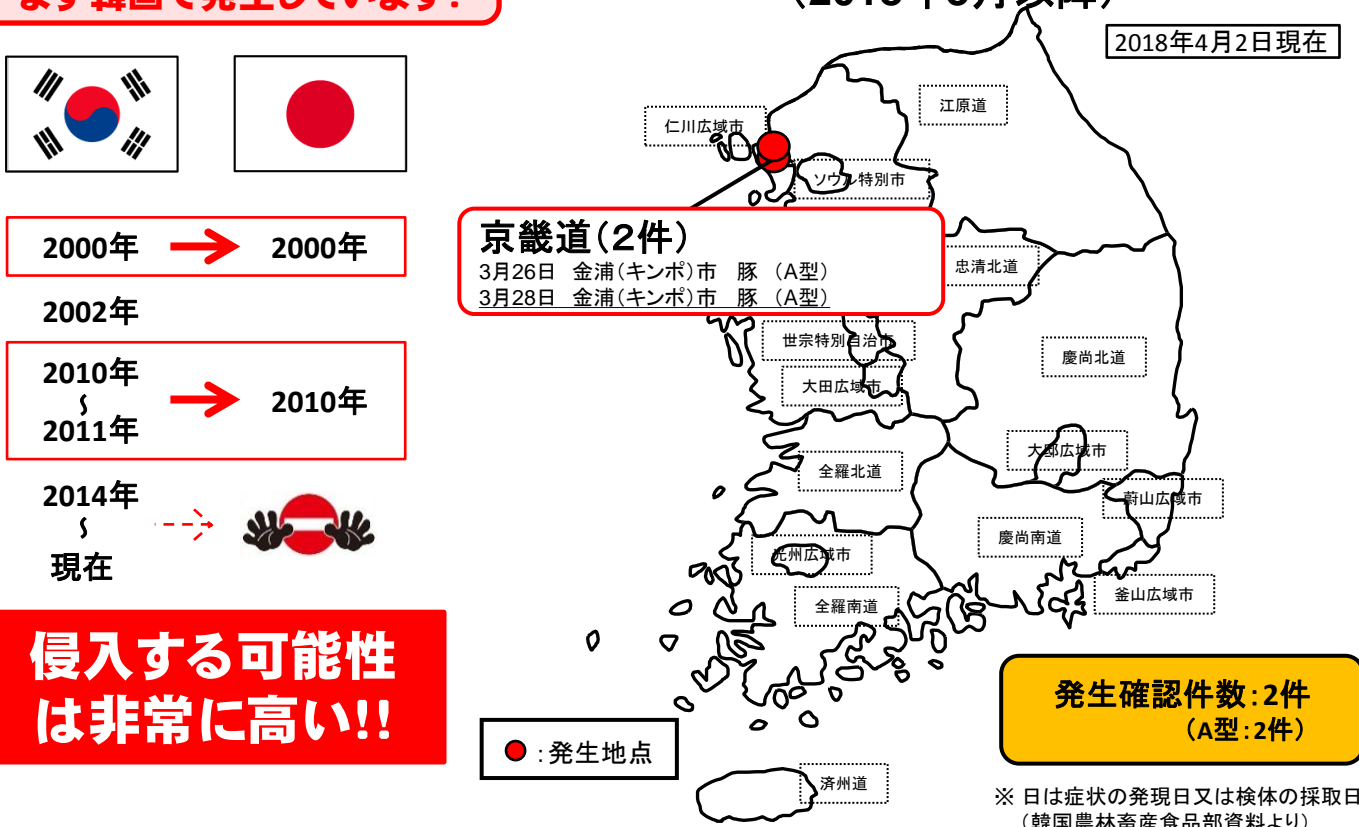 まず韓国で発生しています!
(2018年3月以降)
2018年4月2日現在
2000年
2000年
2002年
2010年
〜
2011年
2010年
2014年
〜
現在
侵入する可能性
は非常に高い!!
江原道
仁川広域市
ソウル特別市
京畿道(2件)
3月26日 金浦(キンポ)市 豚 (A型)
3月28日 金浦(キンポ)市 豚 (A型)
忠清北道
世宗特別自治市
慶尚北道
大田広域市
大邸広域市
全羅北道
蔚山広域市
慶尚南道
光州広域市
釜山広域市
全羅南道
済州道
:発生地点
発生確認件数:2件
(A型:2件)
※ 日は症状の発現日又は検体の採取日
(韓国農林畜産食品部資料より)